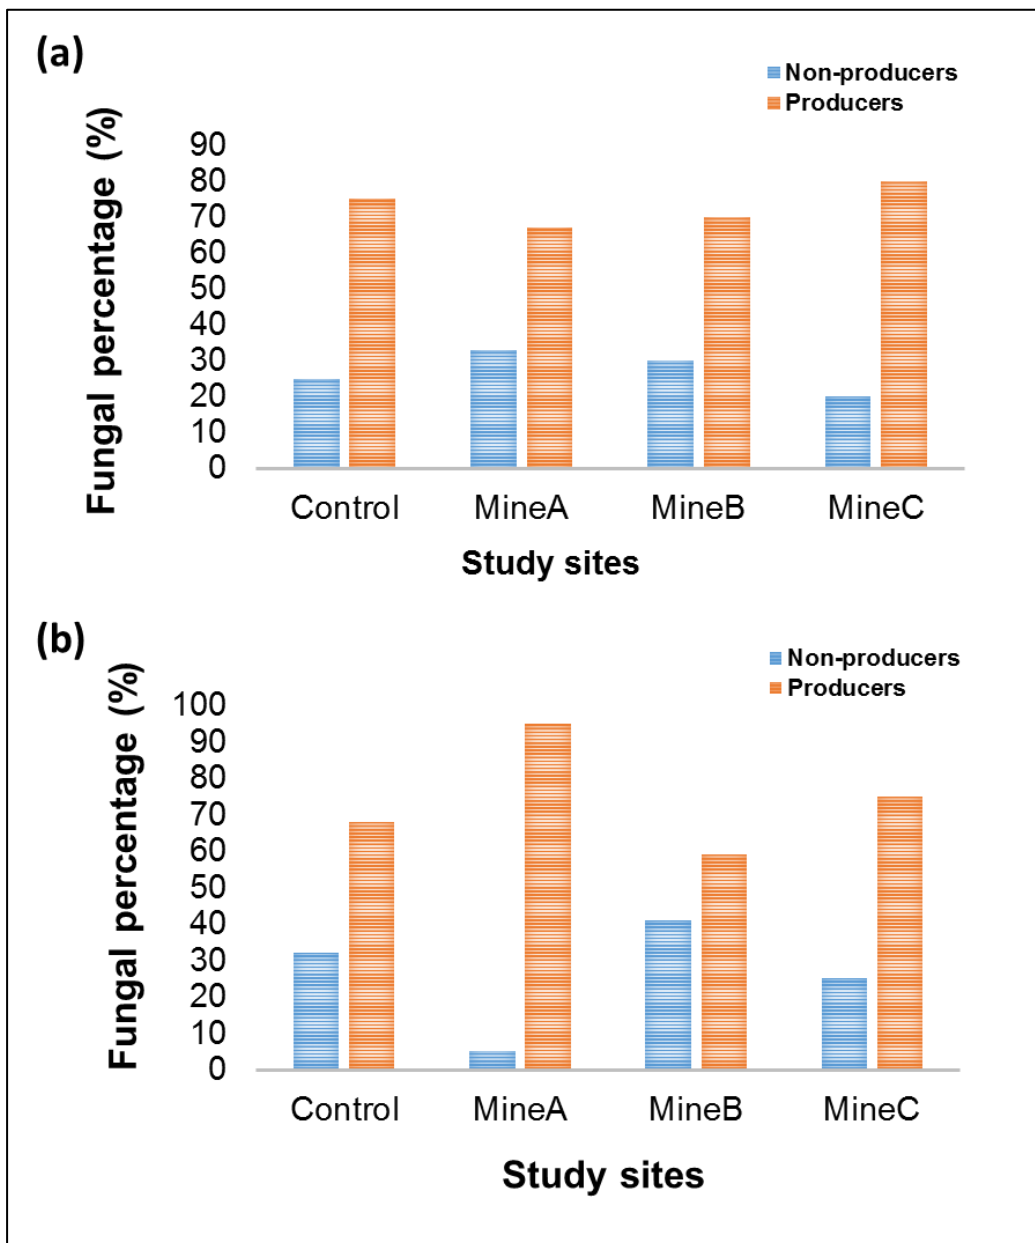 (a)
Non-producers
Producers
Fungal percentage (%)
90
80
70
60
50
40
30
20
10
0
Control MineA MineB MineC
Study sites
(b)
Non-producers
Producers
Fungal percentage (%)
100
90
80
70
60
50
40
30
20
10
0
Control MineA MineB MineC
Study sites